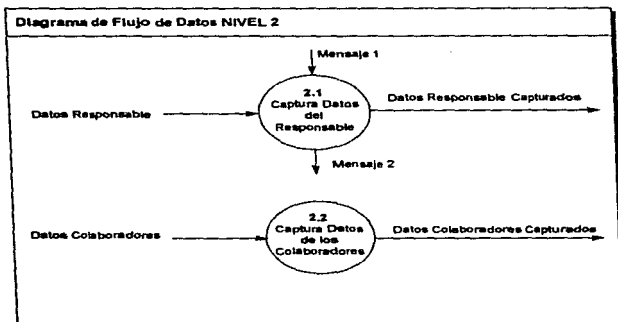 Diagrama de Flujo de Datos NIVEL 2
Mensaje 1
2.1
Captura Datos
del
Responsable
Datos Responsable
Datos Responsable Capturados
Mensaje 2
2.2
Captura Datos
de los
Colaboradores
Datos Colaboradores
Datos Colaboradores Capturados